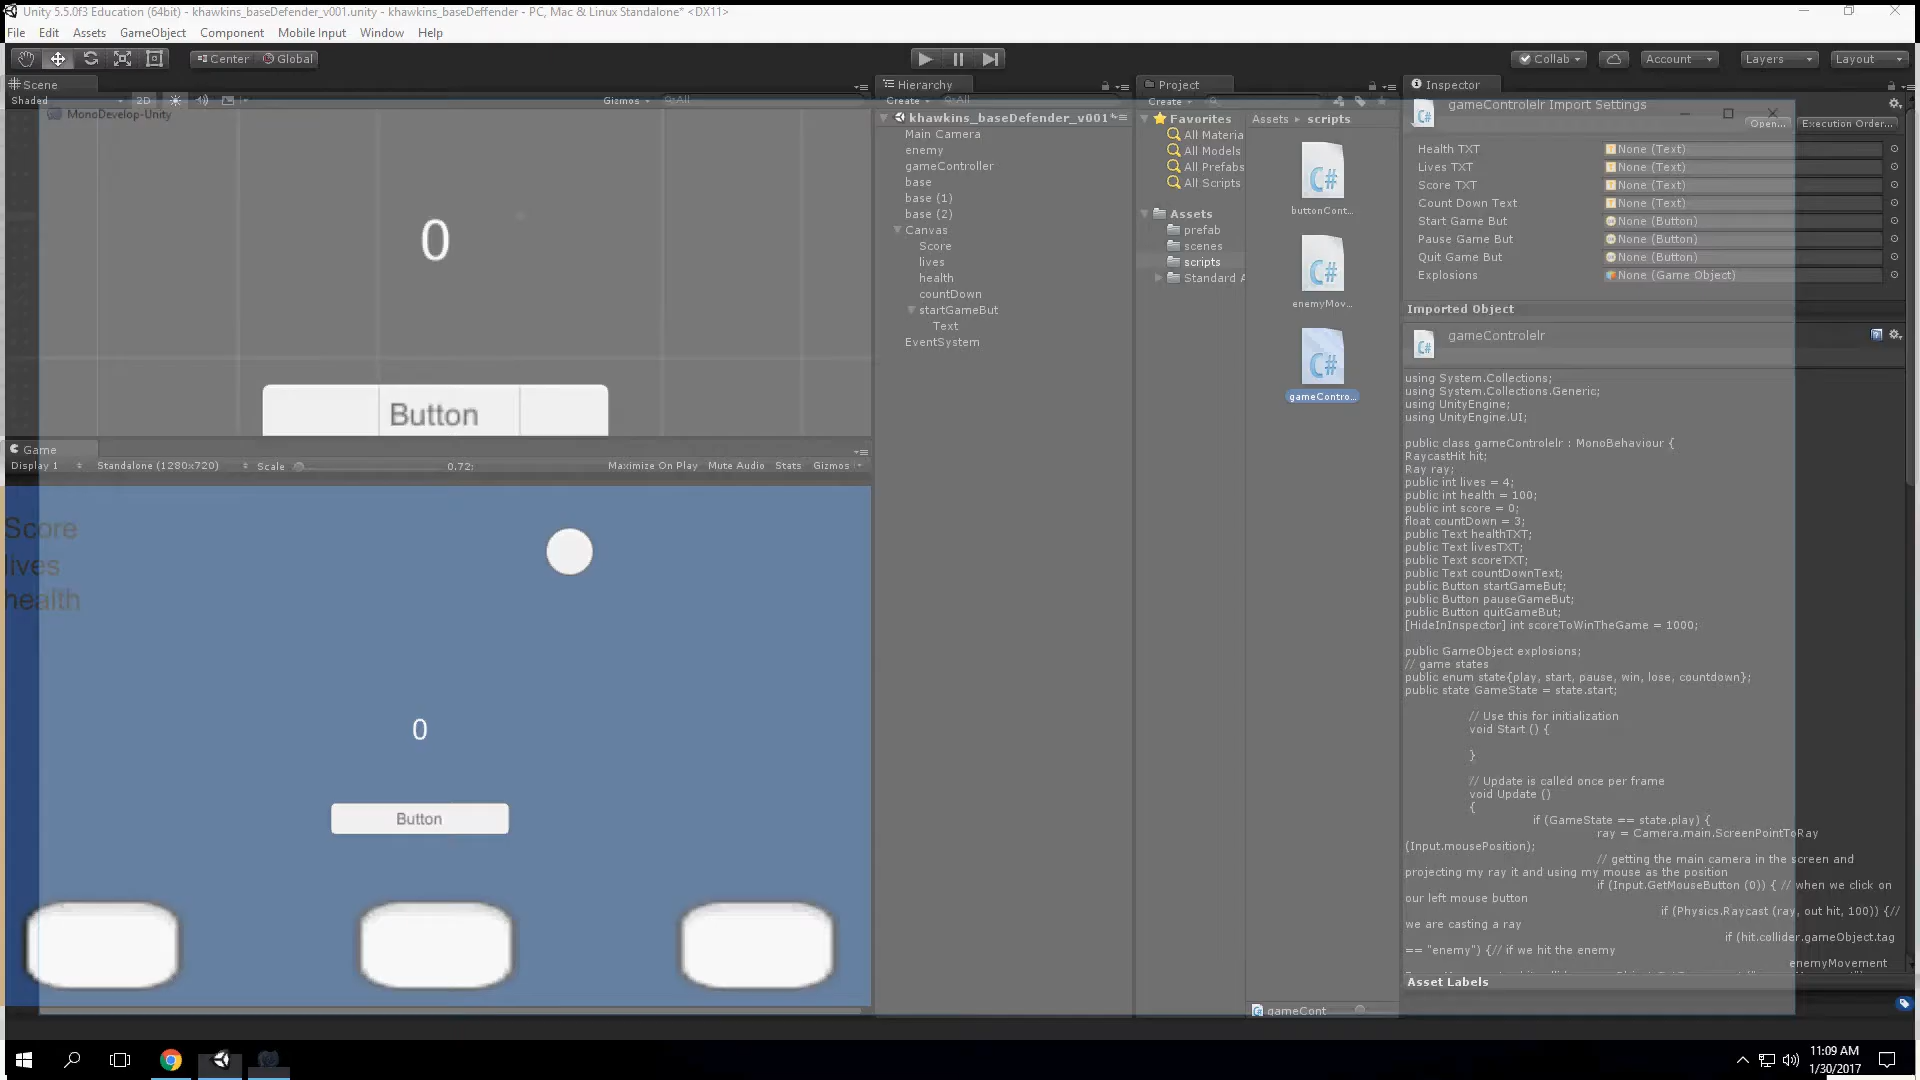 Unity 5.5.0f3 Education (64bit) - khawkins_baseDefender_v001.unity - khawkins_baseDeffender - PC, Mac & Linux Standalone* <DX11>
File Edit Assets GameObject Component Mobile Input Window Help
Center Global
Collab Account Layers Layout
Scene
Shaded 2D Gizmos All
MonoDevelop-Unity
0
Button
Game
Display 1 Standalone (1280x720) Scale 0.72: Maximize On Play Mute Audio Stats Gizmos
Score
lives
health
0
Button
Hierarchy
Create All
khawkins_baseDefender_v001*
Main Camera
enemy
gameController
base
base (1)
base (2)
Canvas
Score
lives
health
countDown
startGameBut
Text
EventSystem
Project
Create
Favorites
All Materia
All Models
All Prefabs
All Scripts
Assets
prefab
scenes
scripts
Standard A
Assets scripts
C#
buttonCont...
C#
enemyMov...
C#
gameContro...
gameCont
Inspector
gameControlelr Import Settings
C#
Open... Execution Order...
Health TXT None (Text)
Lives TXT None (Text)
Score TXT None (Text)
Count Down Text None (Text)
Start Game But None (Button)
Pause Game But None (Button)
Quit Game But None (Button)
Explosions None (Game Object)
Imported Object
gameControlelr
C#
using System.Collections;
using System.Collections.Generic;
using UnityEngine;
using UnityEngine.UI;
public class gameControlelr : MonoBehaviour {
RaycastHit hit;
Ray ray;
public int lives = 4;
public int health = 100;
public int score = 0;
float countDown = 3;
public Text healthTXT;
public Text livesTXT;
public Text scoreTXT;
public Text countDownText;
public Button startGameBut;
public Button pauseGameBut;
public Button quitGameBut;
[HideInInspector] int scoreToWinTheGame = 1000;
public GameObject explosions;
// game states
public enum state{play, start, pause, win, lose, countdown};
public state GameState = state.start;
// Use this for initialization
void Start () {
}
// Update is called once per frame
void Update ()
{
if (GameState == state.play) {
ray = Camera.main.ScreenPointToRay
(Input.mousePosition);
// getting the main camera in the screen and
projecting my ray it and using my mouse as the position
if (Input.GetMouseButton (0)) { // when we click on
our left mouse button
if (Physics.Raycast (ray, out hit, 100)) {//
we are casting a ray
if (hit.collider.gameObject.tag
== "enemy") {// if we hit the enemy
enemyMovement
Asset Labels
11:09 AM
1/30/2017